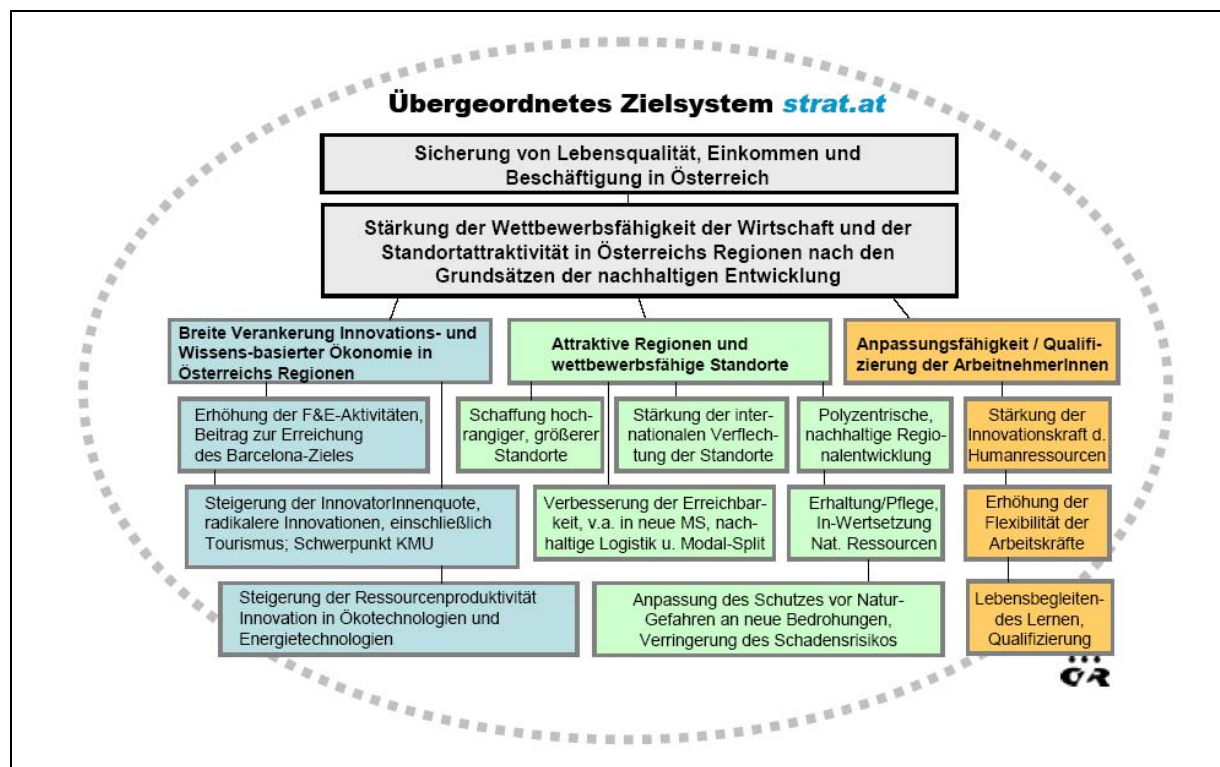 Übergeordnetes Zielsystem strat.at
Sicherung von Lebensqualität, Einkommen und
Beschäftigung in Österreich
Stärkung der Wettbewerbsfähigkeit der Wirtschaft und der
Standortattraktivität in Österreichs Regionen nach den
Grundsätzen der nachhaltigen Entwicklung
Breite Verankerung Innovations- und
Wissens-basierter Ökonomie in
Österreichs Regionen
Erhöhung der F&E-Aktivitäten,
Beitrag zur Erreichung
des Barcelona-Zieles
Steigerung der InnovatorInnenquote,
radikalere Innovationen, einschließlich
Tourismus; Schwerpunkt KMU
Steigerung der Ressourcenproduktivität
Innovation in Ökotechnologien und
Energietechnologien
Attraktive Regionen und
wettbewerbsfähige Standorte
Schaffung hoch-
rangiger, größerer
Standorte
Stärkung der inter-
nationalen Verflech-
tung der Standorte
Polyzentrische,
nachhaltige Regio-
nalentwicklung
Verbesserung der Erreichbar-
keit, v.a. in neue MS, nach-
haltige Logistik u. Modal-Split
Erhaltung/Pflege,
In-Wertsetzung
Nat. Ressourcen
Anpassung des Schutzes vor Natur-
Gefahren an neue Bedrohungen,
Verringerung des Schadensrisikos
Anpassungsfähigkeit / Qualifi-
zierung der ArbeitnehmerInnen
Stärkung der
Innovationskraft d.
Humanressourcen
Erhöhung der
Flexibilität der
Arbeitskräfte
Lebensbegleiten-
des Lernen,
Qualifizierung